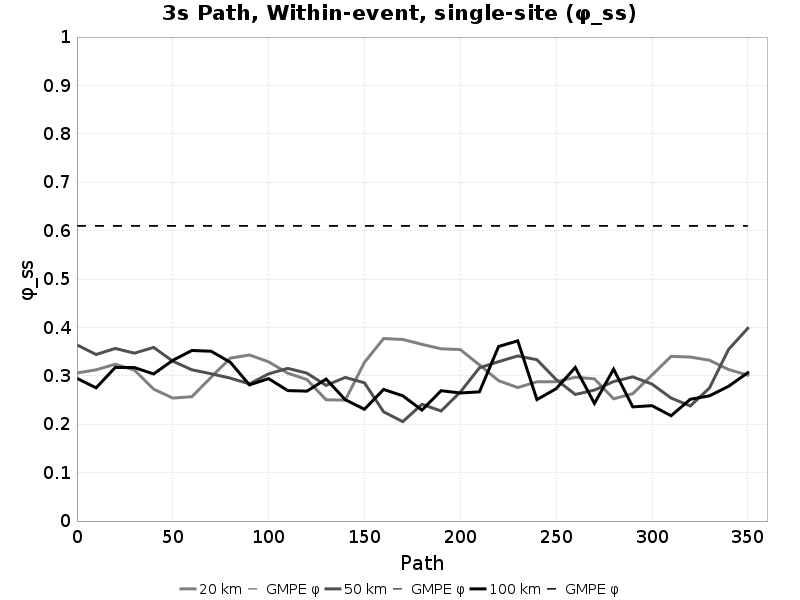 3s Path, Within-event, single-site (φ_ss)
1
0.9
0.8
0.7
0.6
0.5
0.4
0.3
0.2
0.1
0
φ_ss
0 50 100 150 200 250 300 350
Path
20 km GMPE φ 50 km GMPE φ 100 km GMPE φ